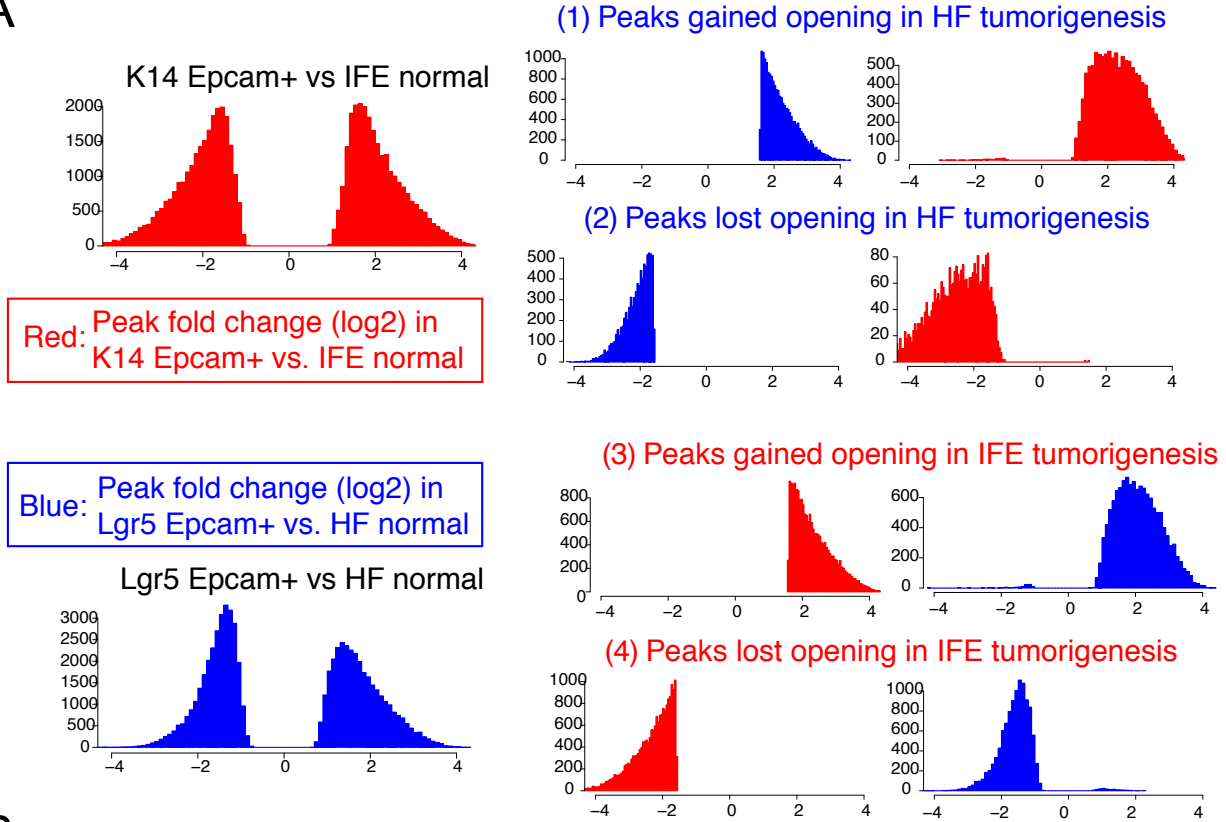 A
K14 Epcam+ vs IFE normal
2000
1500
1000
500
0
−4 −2 0 2 4
Red: Peak fold change (log2) in
K14 Epcam+ vs. IFE normal
Blue: Peak fold change (log2) in
Lgr5 Epcam+ vs. HF normal
Lgr5 Epcam+ vs HF normal
3000
2500
2000
1500
1000
500
0
−4 −2 0 2 4
(1) Peaks gained opening in HF tumorigenesis
1000
800
600
400
200
0
−4 −2 0 2 4
500
400
300
200
100
0
−4 −2 0 2 4
(2) Peaks lost opening in HF tumorigenesis
500
400
300
200
100
0
−4 −2 0 2 4
80
60
40
20
0
−4 −2 0 2 4
(3) Peaks gained opening in IFE tumorigenesis
800
600
400
200
0
−4 −2 0 2 4
600
400
200
0
−4 −2 0 2 4
(4) Peaks lost opening in IFE tumorigenesis
1000
800
600
400
200
0
−4 −2 0 2 4
1000
800
600
400
200
0
−4 −2 0 2 4